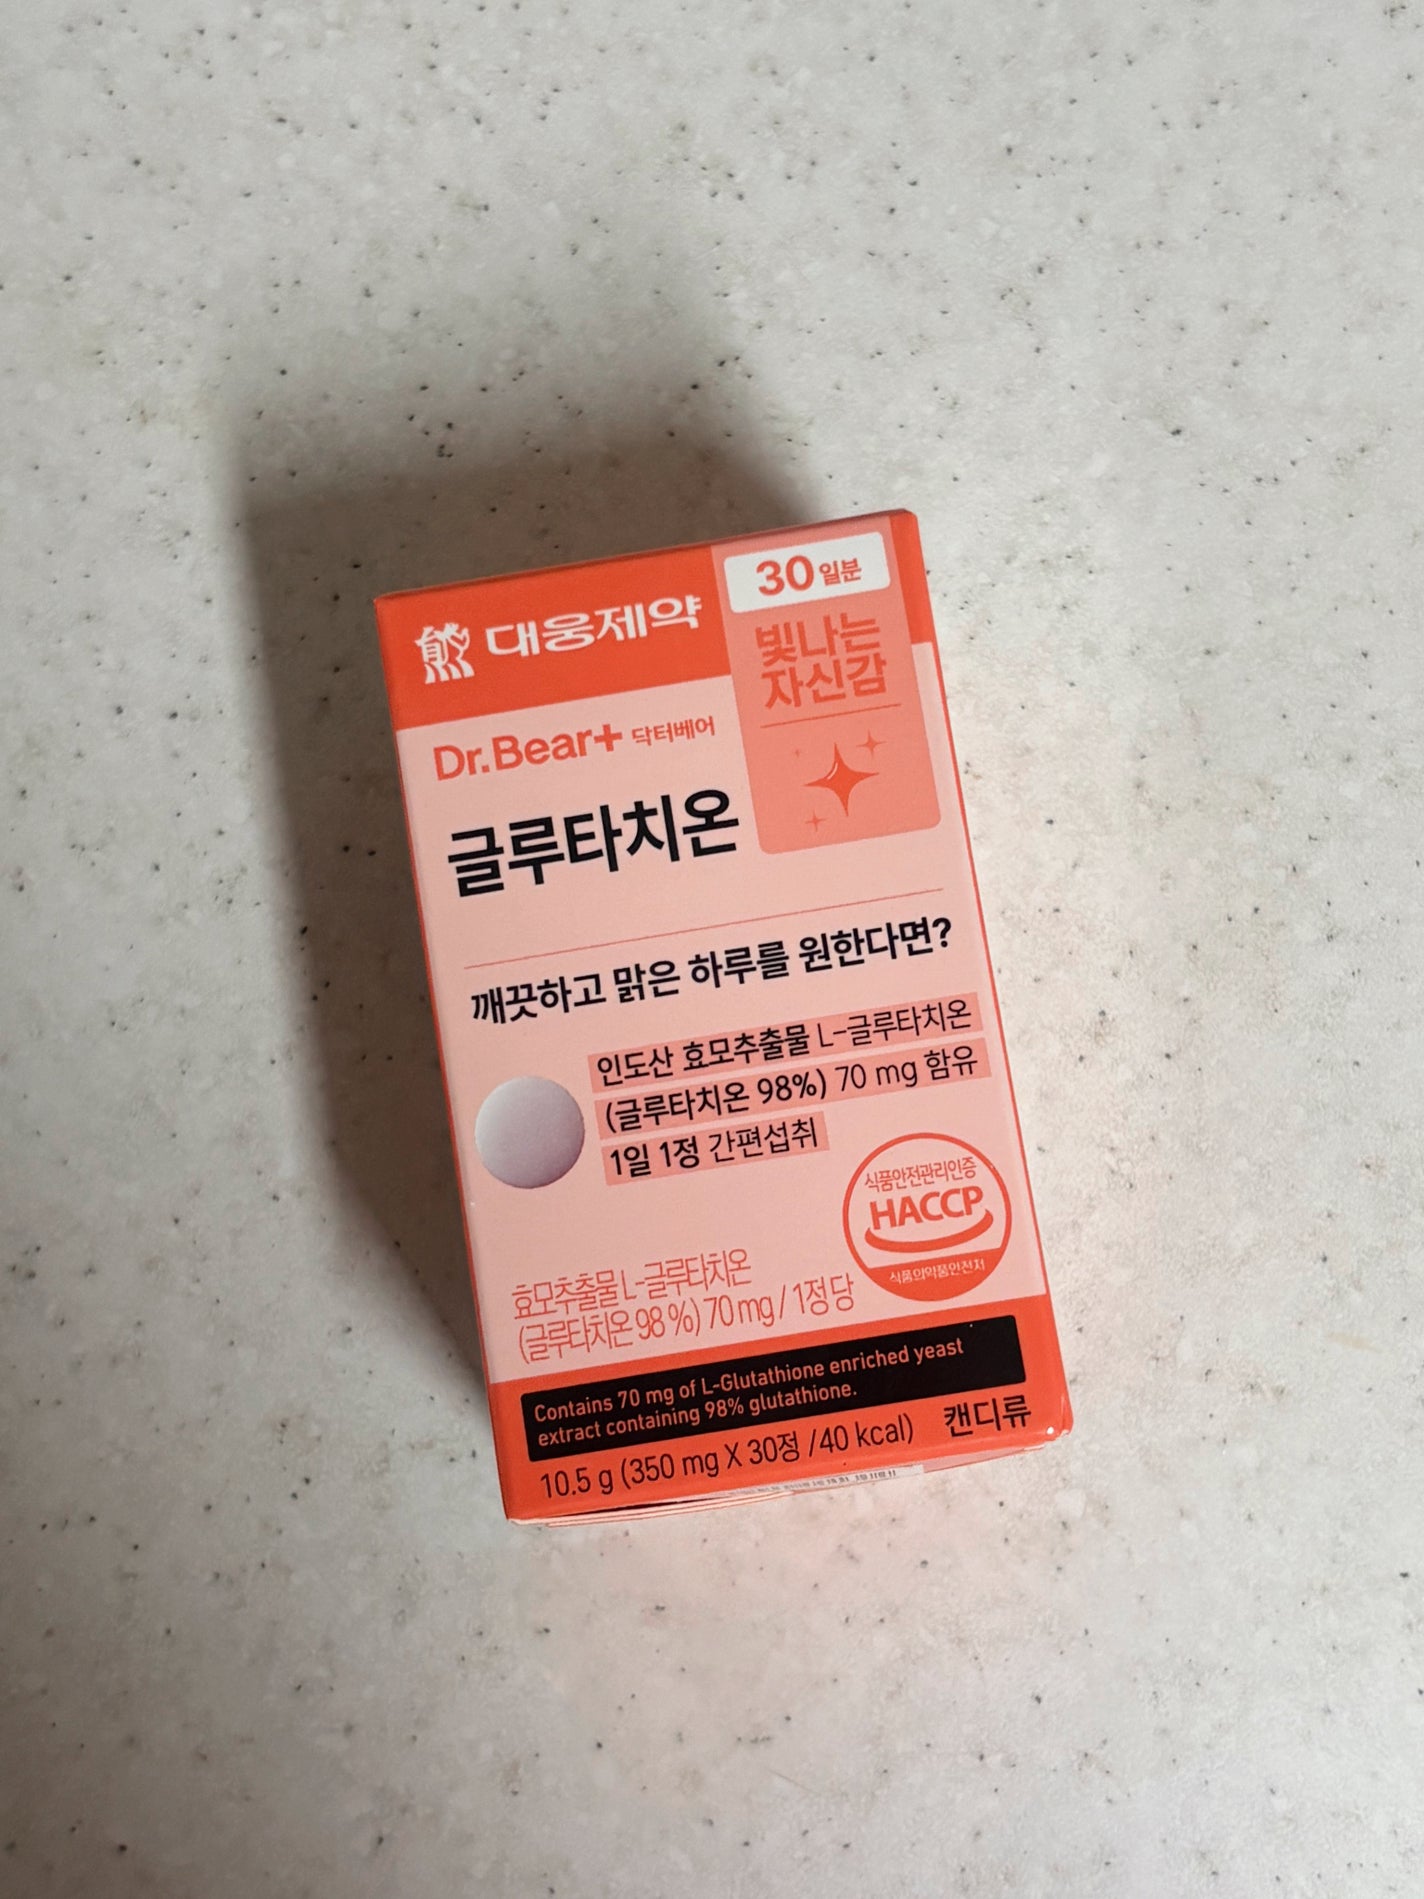 대웅제약
30일분
빛나는
자신감
Dr.Bear+ 닥터베어
글루타치온
깨끗하고 맑은 하루를 원한다면?
인도산 효모추출물 L-글루타치온
(글루타치온 98%) 70 mg 함유
1일 1정 간편섭취
식품안전관리인증
HACCP
식품의약품안전처
효모추출물 L-글루타치온
(글루타치온 98 %) 70 mg / 1정당
Contains 70 mg of L-Glutathione enriched yeast
extract containing 98% glutathione.
10.5 g (350 mg X 30정 /40 kcal)
캔디류